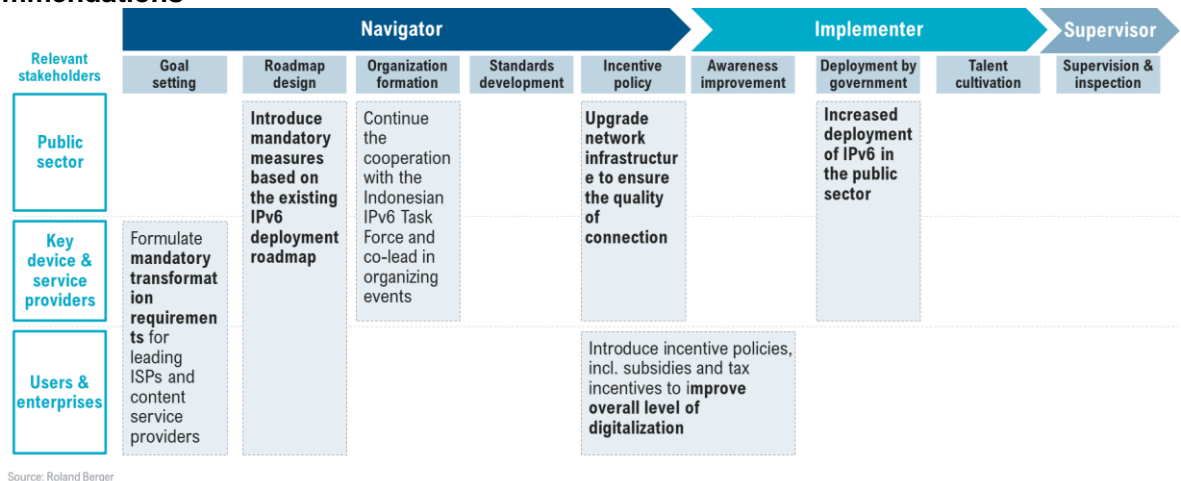 Navigator
Implementer
Supervisor
Relevant
stakeholders
Goal
setting
Roadmap
design
Organization
formation
Standards
development
Incentive
policy
Awareness
improvement
Deployment by
government
Talent
cultivation
Supervision &
inspection
Public
sector
Introduce
mandatory
measures
based on
the existing
IPv6
deployment
roadmap
Continue
the
cooperation
with the
Indonesian
IPv6 Task
Force and
co-lead in
organizing
events
Upgrade
network
infrastructur
e to ensure
the quality
of
connection
Increased
deployment
of IPv6 in
the public
sector
Key
device &
service
providers
Formulate
mandatory
transformat
ion
requiremen
ts for
leading
ISPs and
content
service
providers
Users &
enterprises
Introduce incentive policies,
incl. subsidies and tax
incentives to improve
overall level of
digitalization
Source: Roland Berger